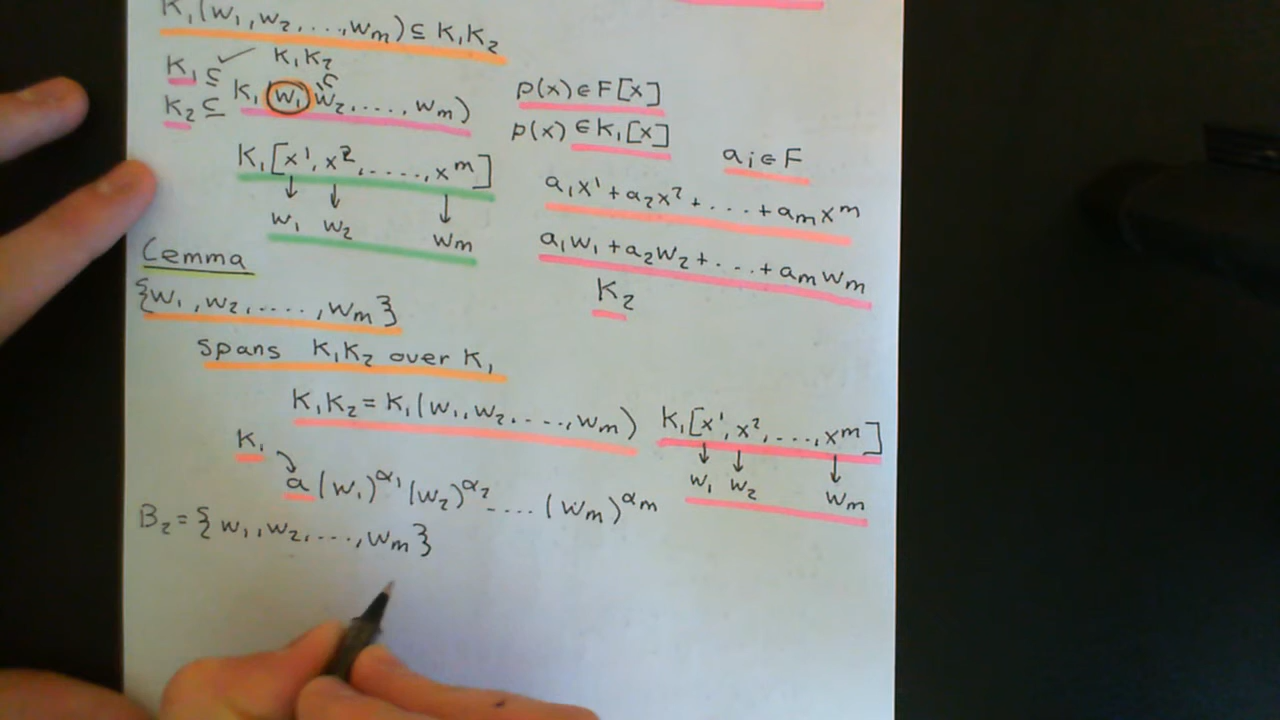 K₁(w₁,w₂,...,wₘ) ⊆ K₁K₂
K₁ ⊆ ✓ K₁K₂
K₂ ⊆ K₁(w₁ w₂,....,wₘ)
⊆
p(x) ∈ F[x]
p(x) ∈ K₁[x]
K₁[x¹,x²,.....,xᵐ]
↓ ↓ ↓
w₁ w₂ wₘ
aᵢ ∈ F
a₁x¹+a₂x²+...+aₘxᵐ
a₁w₁+a₂w₂+...+aₘwₘ
K₂
Lemma
{w₁,w₂,....,wₘ}
spans K₁K₂ over K₁
K₁K₂ = K₁(w₁,w₂,...,wₘ)
K₁[x¹,x²,...,xᵐ]
↓ ↓ ↓
w₁ w₂ wₘ
K₁
a(w₁)^α₁(w₂)^α₂.....(wₘ)^αₘ
B₂={w₁,w₂,...,wₘ}